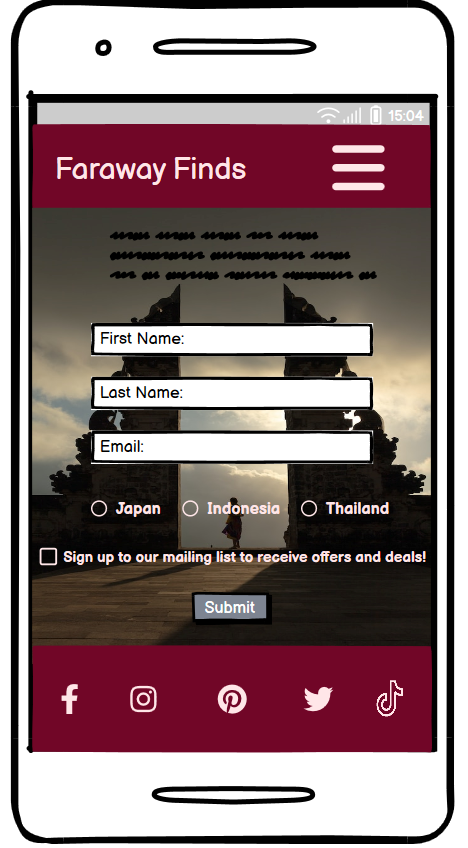 15:04
Faraway Finds
First Name:
Last Name:
Email:
Japan Indonesia Thailand
Sign up to our mailing list to receive offers and deals!
Submit